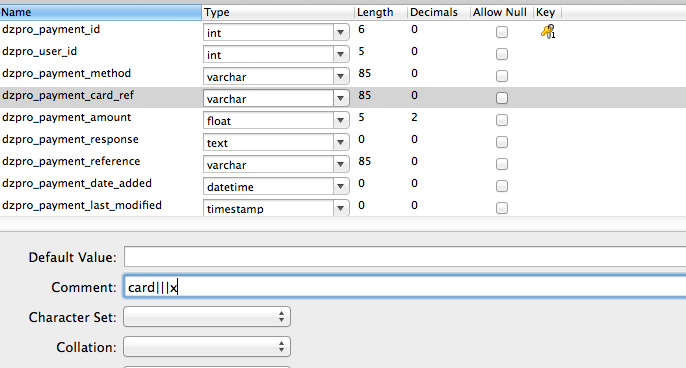 Name Type Length Decimals Allow Null Key
dzpro_payment_id int 6 0 1
dzpro_user_id int 5 0
dzpro_payment_method varchar 85 0
dzpro_payment_card_ref varchar 85 0
dzpro_payment_amount float 5 2
dzpro_payment_response text 0 0
dzpro_payment_reference varchar 85 0
dzpro_payment_date_added datetime 0 0
dzpro_payment_last_modified timestamp 0 0
Default Value:
Comment: card|||x
Character Set:
Collation: